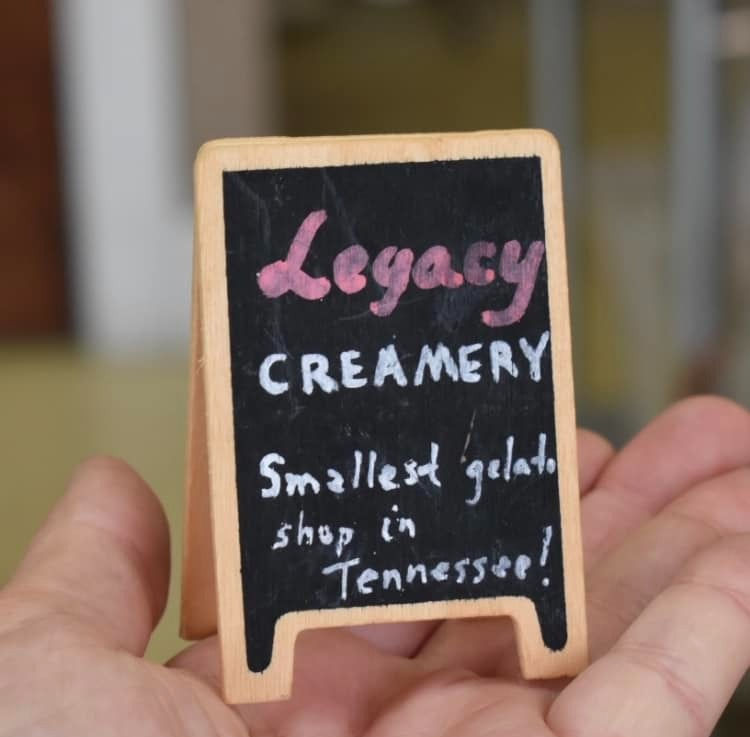 Legacy
CREAMERY
Smallest gelato
shop in
Tennessee!